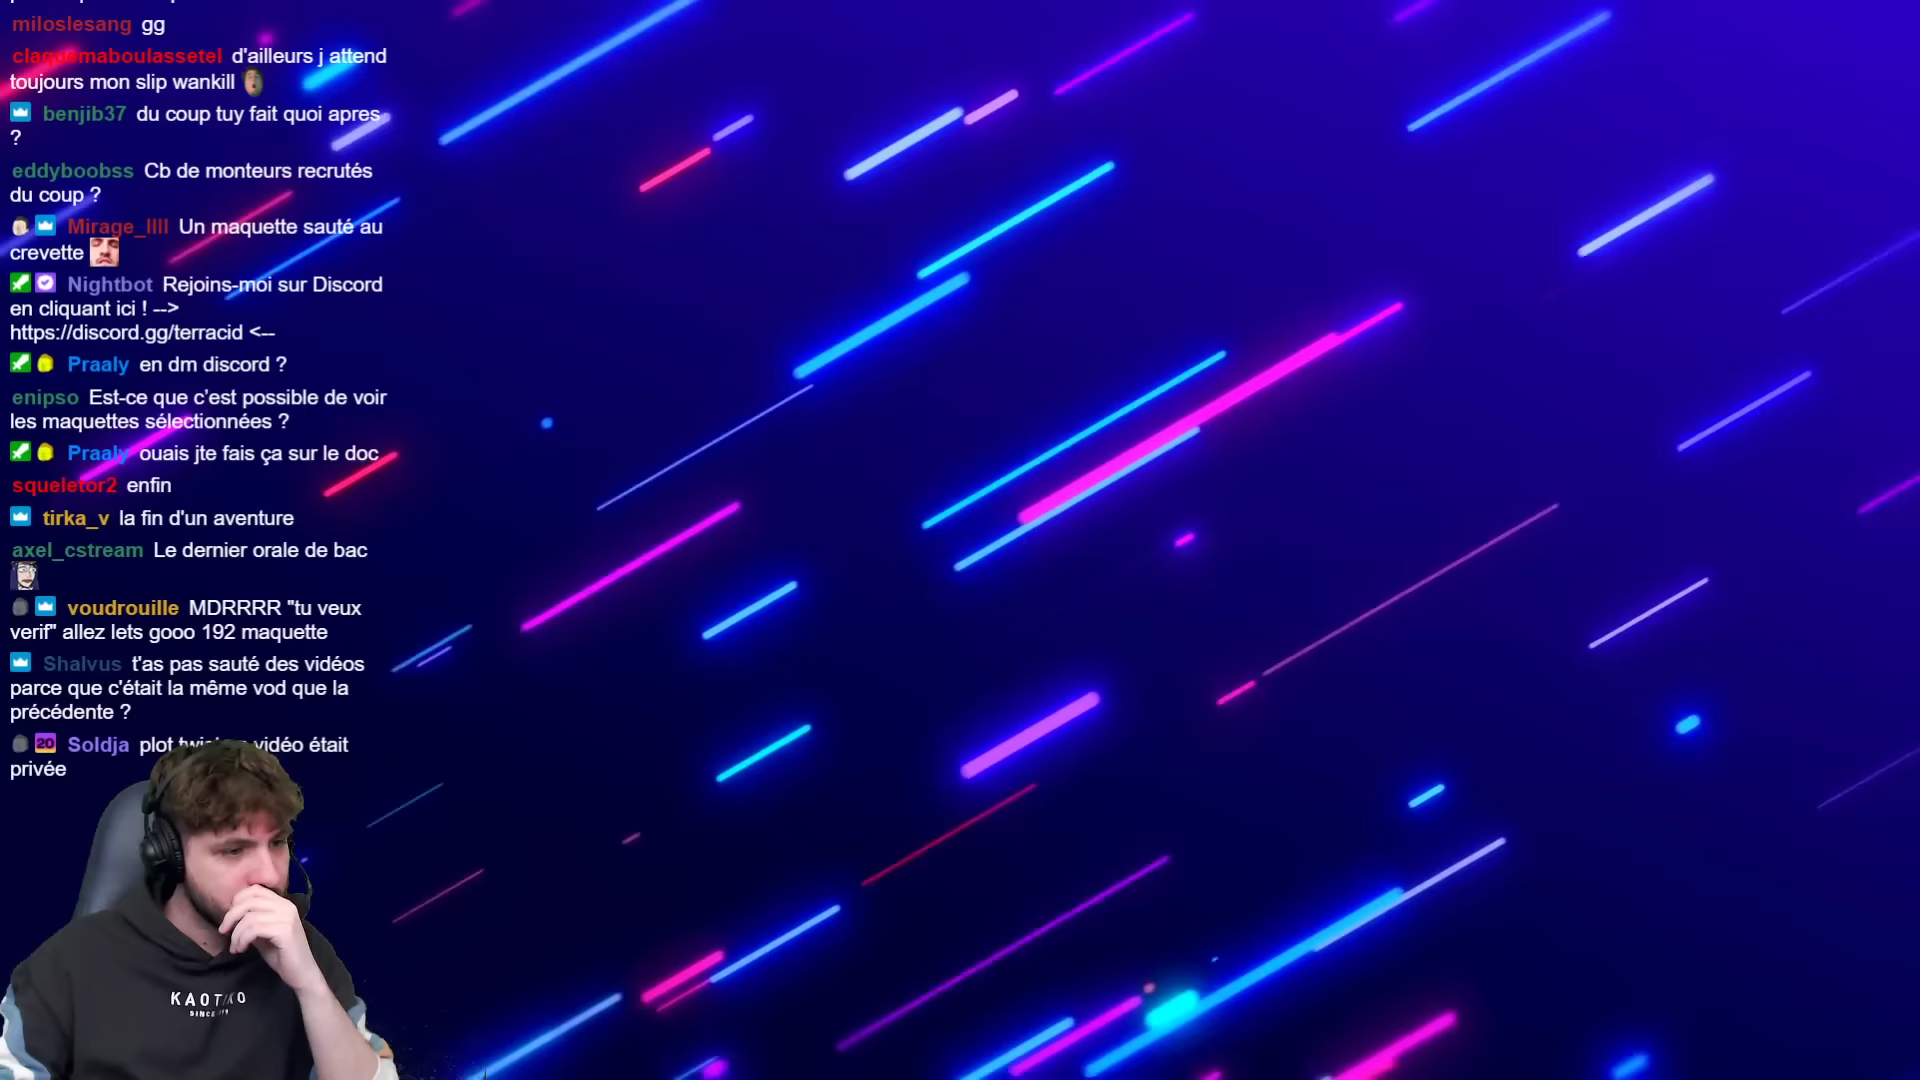 miloslesang gg
claquemaboulassetel d'ailleurs j attend
toujours mon slip wankill
benjib37 du coup tuy fait quoi apres
?
eddyboobss Cb de monteurs recrutés
du coup ?
Mirage_llll Un maquette sauté au
crevette
Nightbot Rejoins-moi sur Discord
en cliquant ici ! -->
https://discord.gg/terracid <--
Praaly en dm discord ?
enipso Est-ce que c'est possible de voir
les maquettes sélectionnées ?
Praaly ouais jte fais ça sur le doc
squeletor2 enfin
tirka_v la fin d'un aventure
axel_cstream Le dernier orale de bac
voudrouille MDRRRR "tu veux
verif" allez lets gooo 192 maquette
Shalvus t'as pas sauté des vidéos
parce que c'était la même vod que la
précédente ?
20 Soldja plot vidéo était
privée
KAOTIKO